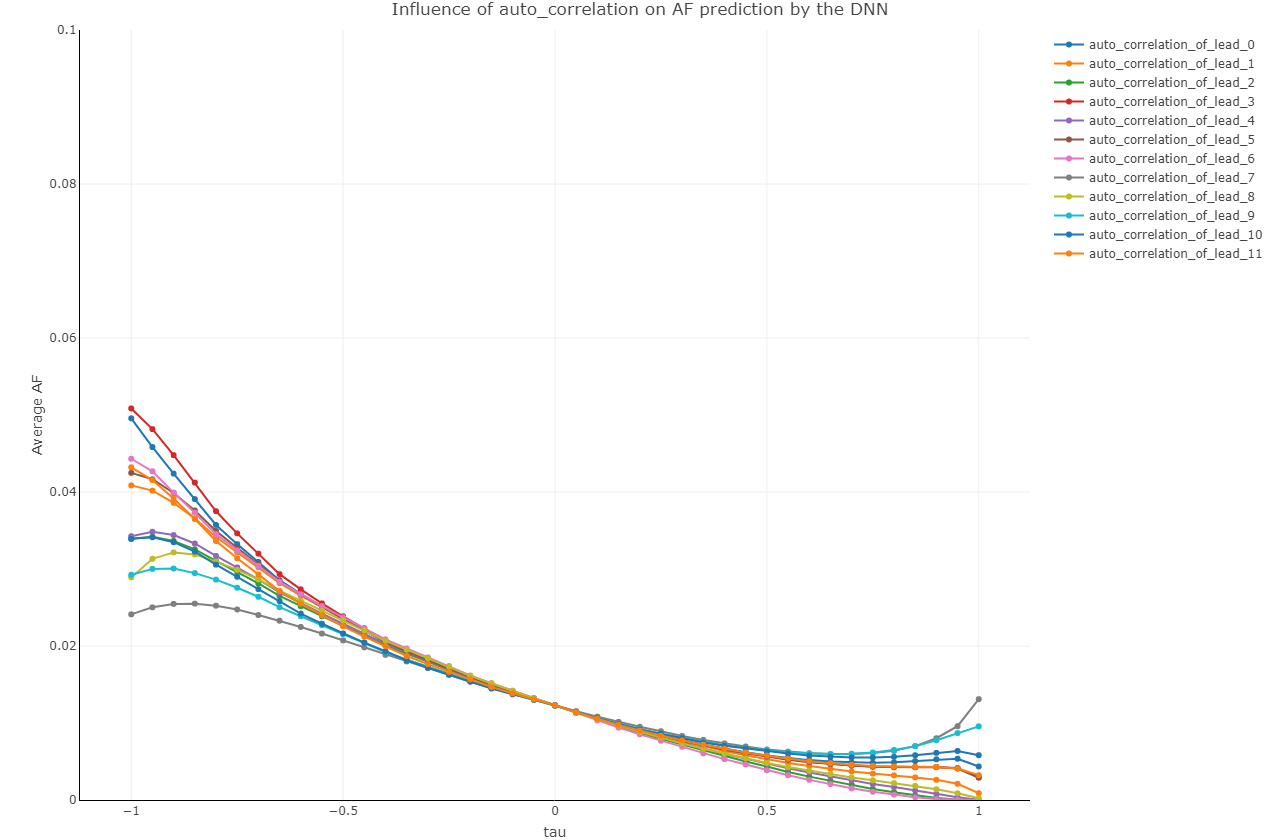 Influence of auto_correlation on AF prediction by the DNN
0.1
0.08
0.06
0.04
0.02
0
Average AF
−1
−0.5
0
0.5
1
tau
auto_correlation_of_lead_0
auto_correlation_of_lead_1
auto_correlation_of_lead_2
auto_correlation_of_lead_3
auto_correlation_of_lead_4
auto_correlation_of_lead_5
auto_correlation_of_lead_6
auto_correlation_of_lead_7
auto_correlation_of_lead_8
auto_correlation_of_lead_9
auto_correlation_of_lead_10
auto_correlation_of_lead_11